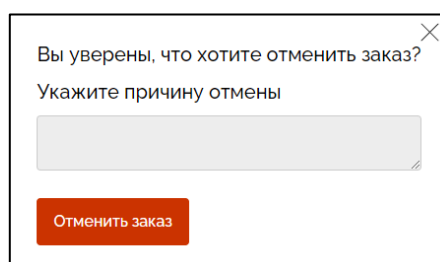 Вы уверены, что хотите отменить заказ?
Укажите причину отмены
Отменить заказ